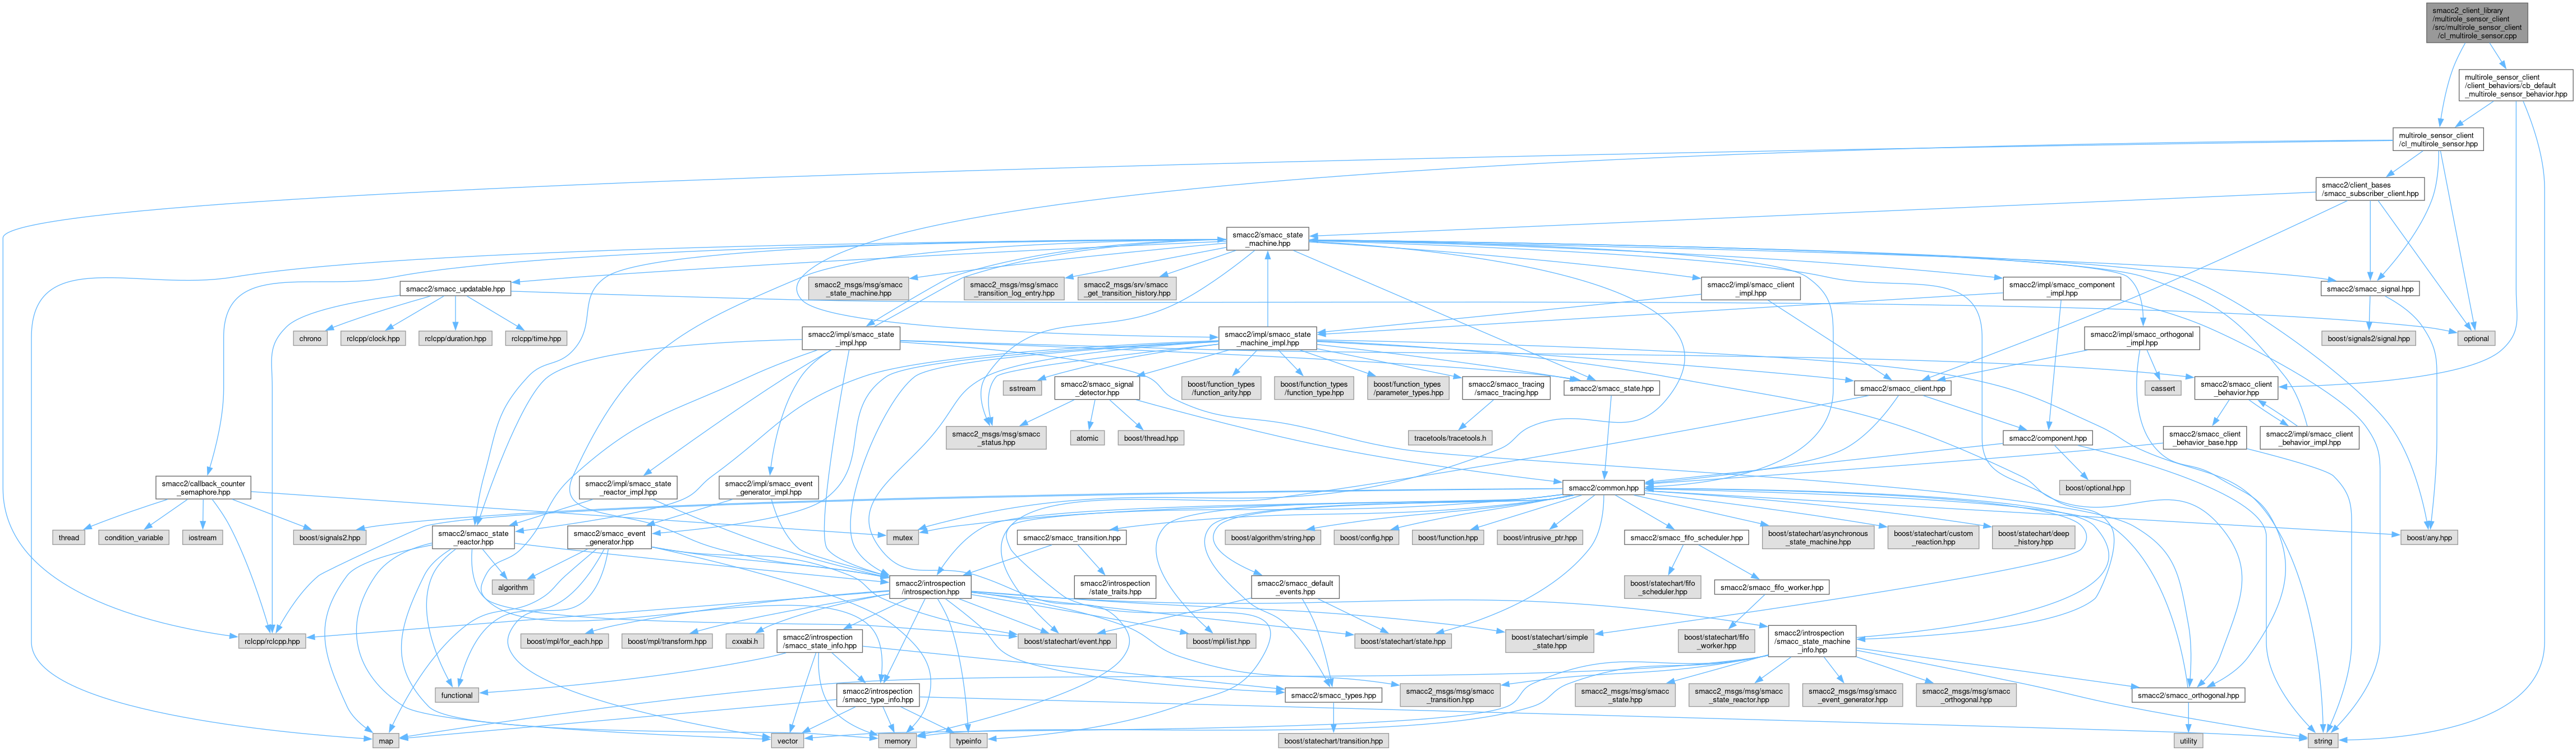 smacc2_client_library
/multirole_sensor_client
/src/multirole_sensor_client
/cl_multirole_sensor.cpp
multirole_sensor_client
/client_behaviors/cb_default
_multirole_sensor_behavior.hpp
multirole_sensor_client
/cl_multirole_sensor.hpp
smacc2/client_bases
/smacc_subscriber_client.hpp
smacc2/smacc_state
_machine.hpp
smacc2/smacc_updatable.hpp
smacc2_msgs/msg/smacc
_state_machine.hpp
smacc2_msgs/msg/smacc
_transition_log_entry.hpp
smacc2_msgs/srv/smacc
_get_transition_history.hpp
smacc2/impl/smacc_client
_impl.hpp
smacc2/impl/smacc_component
_impl.hpp
smacc2/smacc_signal.hpp
chrono
rclcpp/clock.hpp
rclcpp/duration.hpp
rclcpp/time.hpp
smacc2/impl/smacc_state
_impl.hpp
smacc2/impl/smacc_state
_machine_impl.hpp
smacc2/impl/smacc_orthogonal
_impl.hpp
boost/signals2/signal.hpp
optional
sstream
smacc2/smacc_signal
_detector.hpp
boost/function_types
/function_arity.hpp
boost/function_types
/function_type.hpp
boost/function_types
/parameter_types.hpp
smacc2/smacc_tracing
/smacc_tracing.hpp
smacc2/smacc_state.hpp
smacc2/smacc_client.hpp
cassert
smacc2/smacc_client
_behavior.hpp
smacc2_msgs/msg/smacc
_status.hpp
atomic
boost/thread.hpp
tracetools/tracetools.h
smacc2/component.hpp
smacc2/smacc_client
_behavior_base.hpp
smacc2/impl/smacc_client
_behavior_impl.hpp
smacc2/callback_counter
_semaphore.hpp
smacc2/impl/smacc_state
_reactor_impl.hpp
smacc2/impl/smacc_event
_generator_impl.hpp
smacc2/common.hpp
boost/optional.hpp
thread
condition_variable
iostream
boost/signals2.hpp
smacc2/smacc_state
_reactor.hpp
smacc2/smacc_event
_generator.hpp
mutex
smacc2/smacc_transition.hpp
boost/algorithm/string.hpp
boost/config.hpp
boost/function.hpp
boost/intrusive_ptr.hpp
smacc2/smacc_fifo_scheduler.hpp
boost/statechart/asynchronous
_state_machine.hpp
boost/statechart/custom
_reaction.hpp
boost/statechart/deep
_history.hpp
boost/any.hpp
algorithm
smacc2/introspection
/introspection.hpp
smacc2/introspection
/state_traits.hpp
smacc2/smacc_default
_events.hpp
boost/statechart/fifo
_scheduler.hpp
smacc2/smacc_fifo_worker.hpp
rclcpp/rclcpp.hpp
boost/mpl/for_each.hpp
boost/mpl/transform.hpp
cxxabi.h
smacc2/introspection
/smacc_state_info.hpp
boost/statechart/event.hpp
boost/mpl/list.hpp
boost/statechart/state.hpp
boost/statechart/simple
_state.hpp
boost/statechart/fifo
_worker.hpp
smacc2/introspection
/smacc_state_machine
_info.hpp
functional
smacc2/introspection
/smacc_type_info.hpp
smacc2/smacc_types.hpp
smacc2_msgs/msg/smacc
_transition.hpp
smacc2_msgs/msg/smacc
_state.hpp
smacc2_msgs/msg/smacc
_state_reactor.hpp
smacc2_msgs/msg/smacc
_event_generator.hpp
smacc2_msgs/msg/smacc
_orthogonal.hpp
smacc2/smacc_orthogonal.hpp
map
vector
memory
typeinfo
boost/statechart/transition.hpp
utility
string